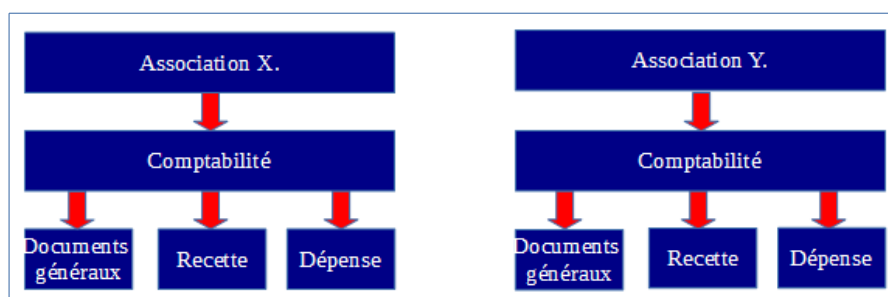 Association X.
Comptabilité
Documents
généraux
Recette
Dépense
Association Y.
Comptabilité
Documents
généraux
Recette
Dépense